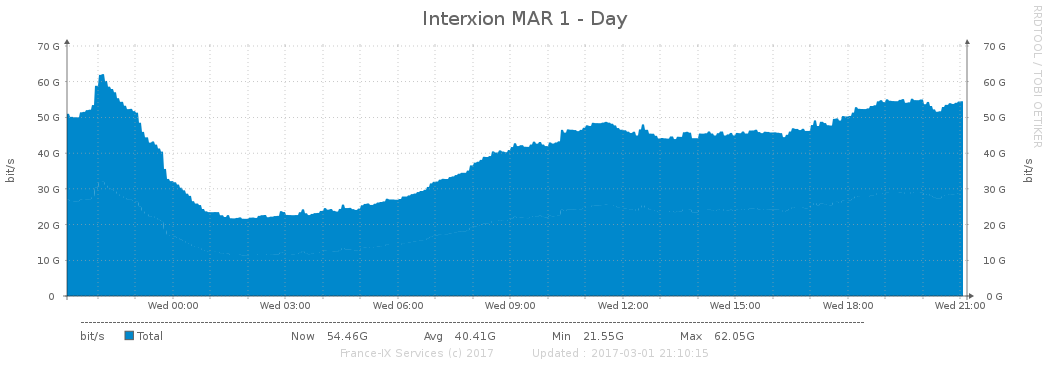 Interxion MAR 1 - Day
RRDTOOL / TOBI OETIKER
bit/s
bit/s
70 G 70 G
60 G 60 G
50 G 50 G
40 G 40 G
30 G 30 G
20 G 20 G
10 G 10 G
0 0 G
Wed 00:00 Wed 03:00 Wed 06:00 Wed 09:00 Wed 12:00 Wed 15:00 Wed 18:00 Wed 21:00
bit/s Total Now 54.46G Avg 40.41G Min 21.55G Max 62.05G
France-IX Services (c) 2017 Updated : 2017-03-01 21:10:15